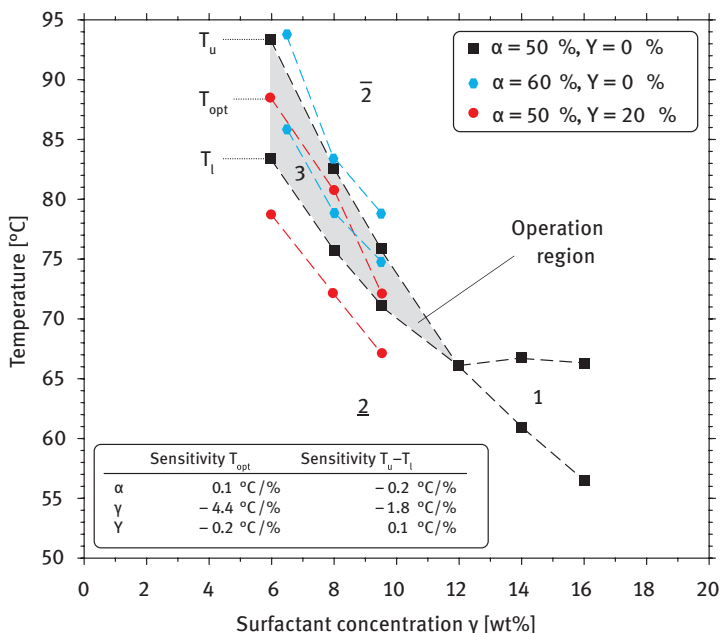 95
90
85
80
75
70
65
60
55
50
Temperature [°C]
T_u
T_opt
T_l
α = 50 %, Y = 0 %
α = 60 %, Y = 0 %
α = 50 %, Y = 20 %
2̅
3
Operation
region
2̲
1
Sensitivity T_opt Sensitivity T_u–T_l
α 0.1 °C/% – 0.2 °C/%
γ – 4.4 °C/% – 1.8 °C/%
Y – 0.2 °C/% 0.1 °C/%
0 2 4 6 8 10 12 14 16 18 20
Surfactant concentration γ [wt%]